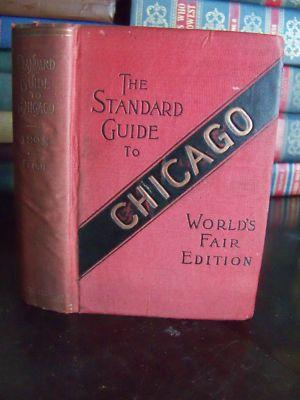 THE
STANDARD
GUIDE
TO
CHICAGO
WORLD'S
FAIR
EDITION
STANDARD
GUIDE
TO
CHICAGO